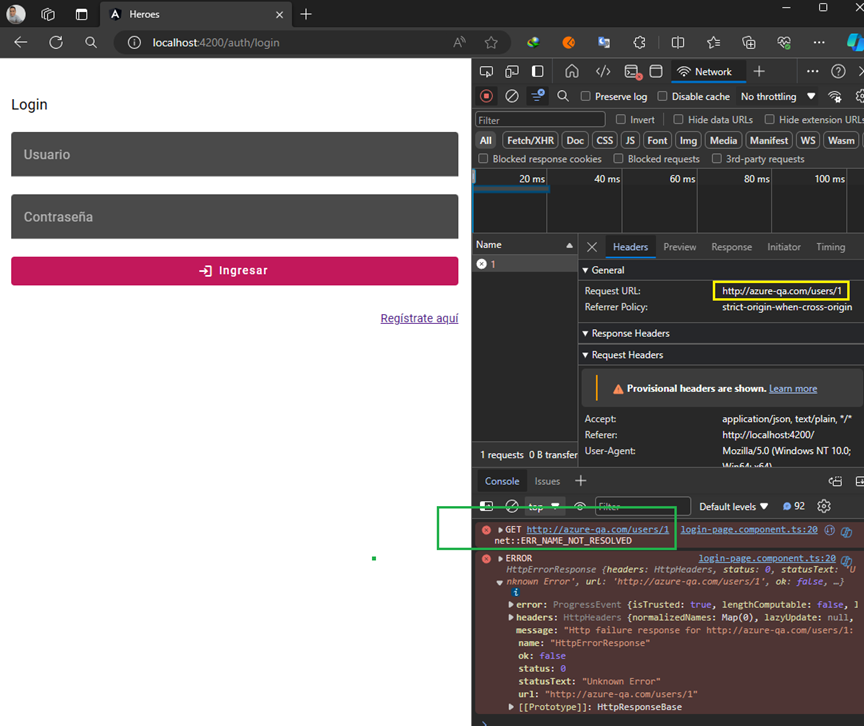 Heroes
localhost:4200/auth/login
Login
Usuario
Contraseña
Ingresar
Regístrate aquí
Network
Preserve log
Disable cache
No throttling
Filter
Invert
Hide data URLs
Hide extension URLs
All
Fetch/XHR
Doc
CSS
JS
Font
Img
Media
Manifest
WS
Wasm
Blocked response cookies
Blocked requests
3rd-party requests
20 ms
40 ms
60 ms
80 ms
100 ms
Name
1
Headers
Preview
Response
Initiator
Timing
General
Request URL: http://azure-qa.com/users/1
Referrer Policy: strict-origin-when-cross-origin
Response Headers
Request Headers
Provisional headers are shown. Learn more
Accept: application/json, text/plain, */*
Referer: http://localhost:4200/
User-Agent: Mozilla/5.0 (Windows NT 10.0;
Win64; x64)
1 requests 0 B transfer
Console
Issues
top
Filter
Default levels
92
GET http://azure-qa.com/users/1 login-page.component.ts:20
net::ERR_NAME_NOT_RESOLVED
ERROR login-page.component.ts:20
HttpErrorResponse {headers: HttpHeaders, status: 0, statusText: 'U
nknown Error', url: 'http://azure-qa.com/users/1', ok: false, …}
i
error: ProgressEvent {isTrusted: true, lengthComputable: false, l
headers: HttpHeaders {normalizedNames: Map(0), lazyUpdate: null,
message: "Http failure response for http://azure-qa.com/users/1:
name: "HttpErrorResponse"
ok: false
status: 0
statusText: "Unknown Error"
url: "http://azure-qa.com/users/1"
[[Prototype]]: HttpResponseBase